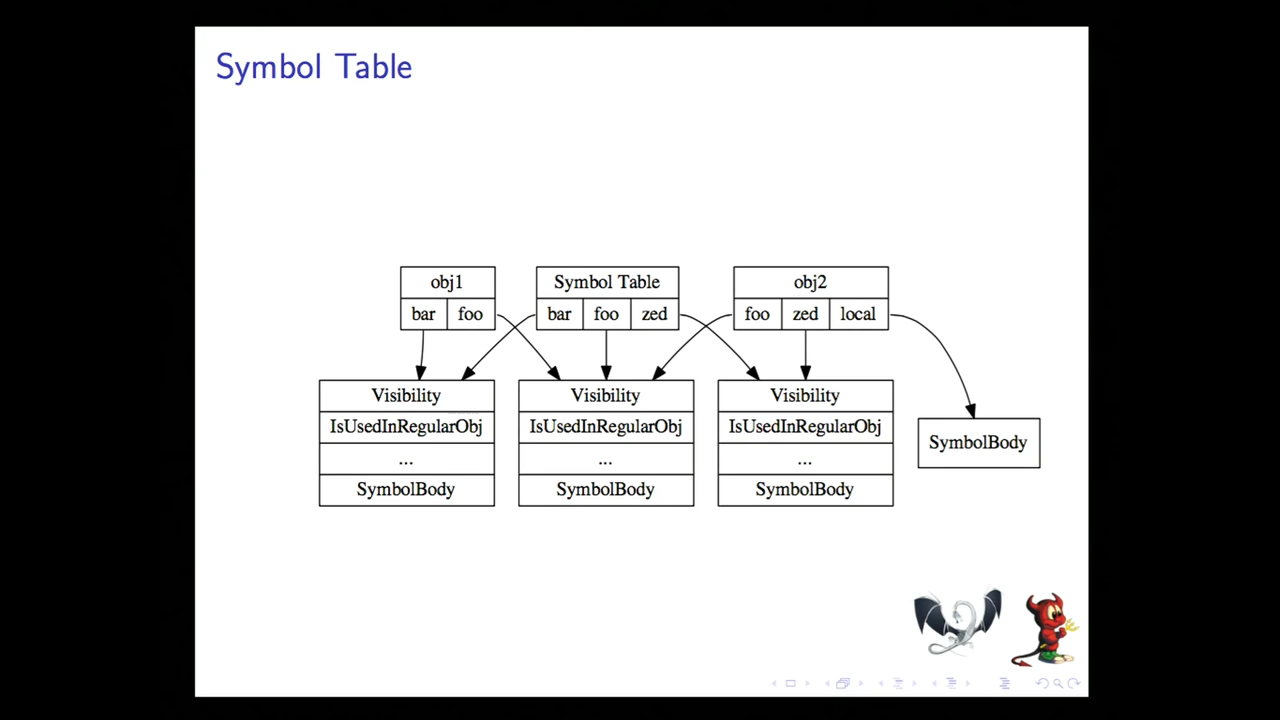 Symbol Table
obj1
bar foo
Symbol Table
bar foo zed
obj2
foo zed local
Visibility
IsUsedInRegularObj
...
SymbolBody
Visibility
IsUsedInRegularObj
...
SymbolBody
Visibility
IsUsedInRegularObj
...
SymbolBody
SymbolBody